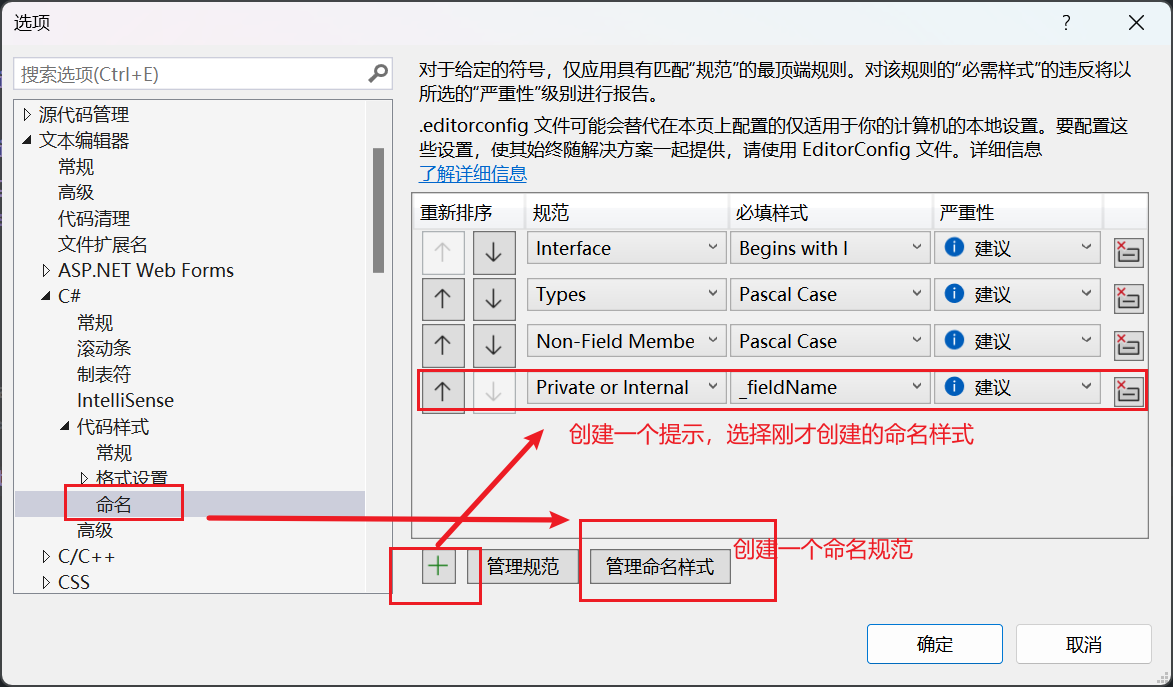 选项
?
搜索选项(Ctrl+E)
源代码管理
文本编辑器
常规
高级
代码清理
文件扩展名
ASP.NET Web Forms
C#
常规
滚动条
制表符
IntelliSense
代码样式
常规
格式设置
命名
高级
C/C++
CSS
对于给定的符号，仅应用具有匹配“规范”的最顶端规则。对该规则的“必需样式”的违反将以
所选的“严重性”级别进行报告。
.editorconfig 文件可能会替代在本页上配置的仅适用于你的计算机的本地设置。要配置这
些设置，使其始终随解决方案一起提供，请使用 EditorConfig 文件。详细信息
了解详细信息
重新排序 规范 必填样式 严重性
Interface Begins with I 建议
Types Pascal Case 建议
Non-Field Membe Pascal Case 建议
Private or Internal _fieldName 建议
创建一个提示，选择刚才创建的命名样式
创建一个命名规范
管理规范 管理命名样式
确定 取消